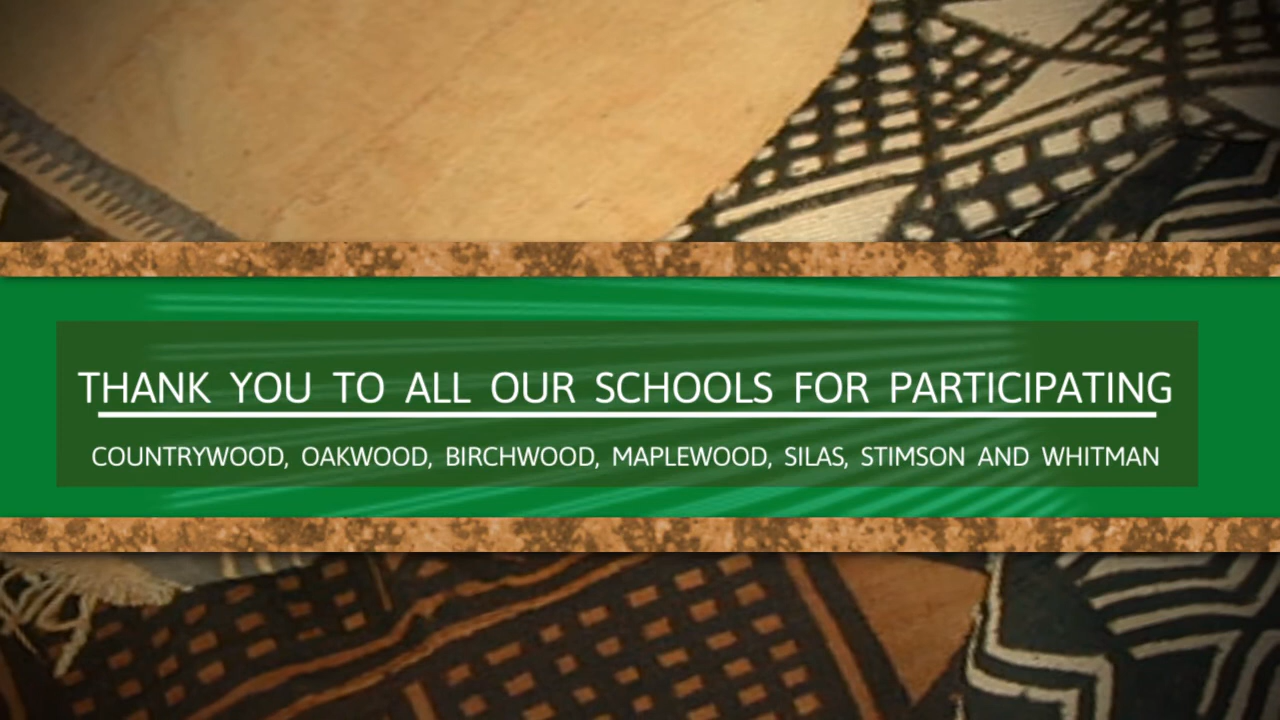 THANK YOU TO ALL OUR SCHOOLS FOR PARTICIPATING
COUNTRYWOOD, OAKWOOD, BIRCHWOOD, MAPLEWOOD, SILAS, STIMSON AND WHITMAN